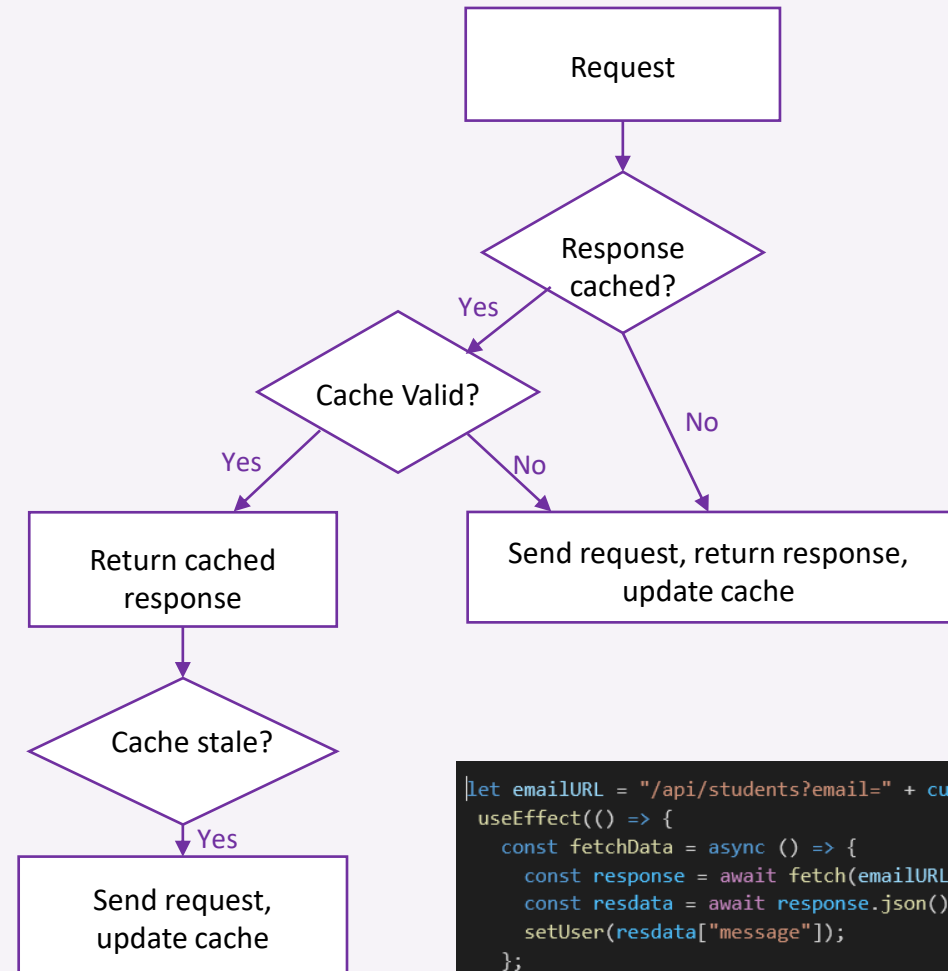 Request
Response
cached?
Yes
No
Cache Valid?
Yes
No
Return cached
response
Send request, return response,
update cache
Cache stale?
Yes
Send request,
update cache
let emailURL = "/api/students?email=" + cu
useEffect(() => {
const fetchData = async () => {
const response = await fetch(emailURL
const resdata = await response.json()
setUser(resdata["message"]);
};